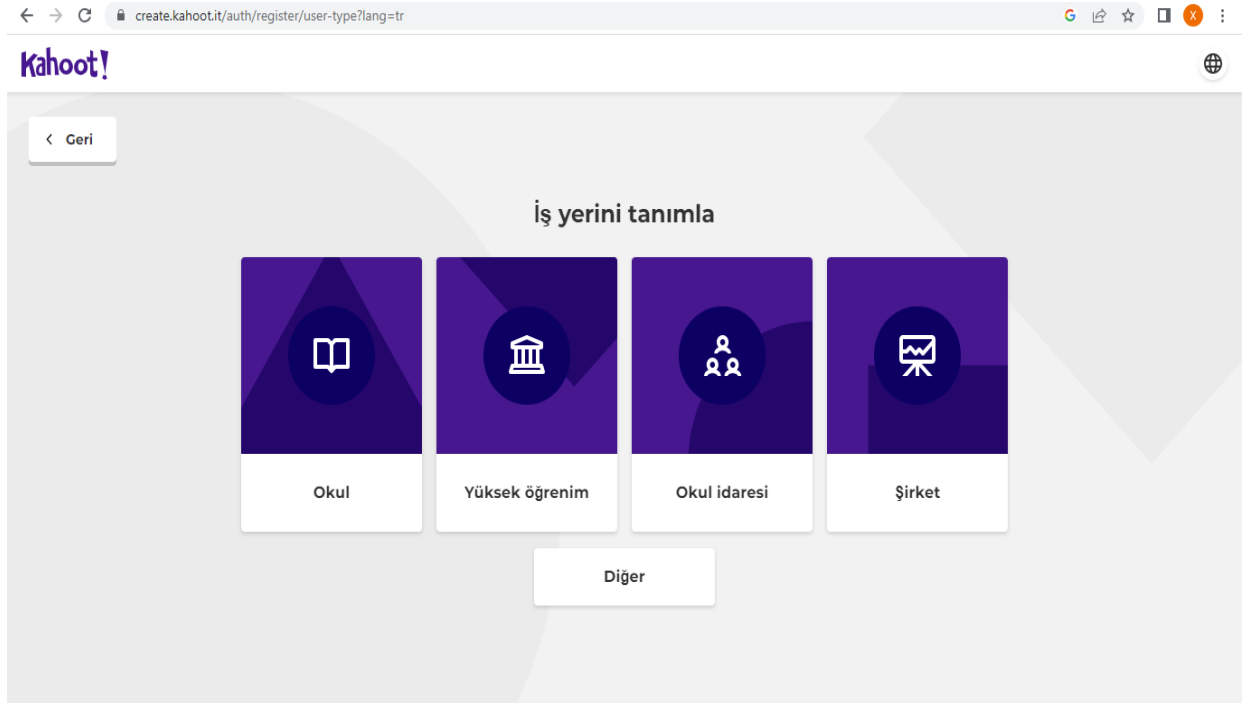 create.kahoot.it/auth/register/user-type?lang=tr
G
X
Kahoot!
Geri
İş yerini tanımla
Okul
Yüksek öğrenim
Okul idaresi
Şirket
Diğer